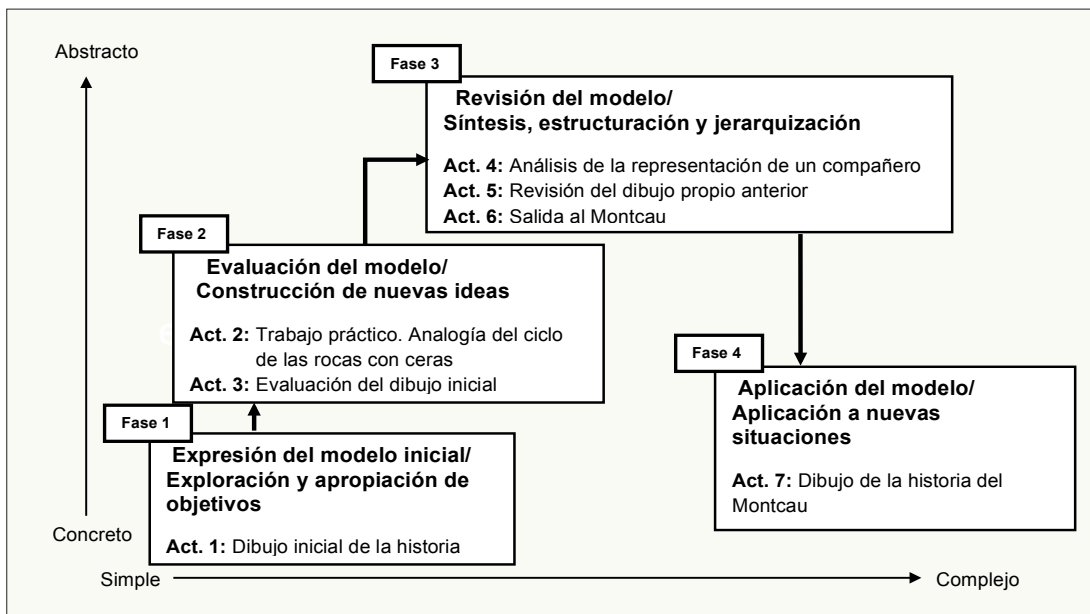 Abstracto
Fase 3
Revisión del modelo/
Síntesis, estructuración y jerarquización
Act. 4: Análisis de la representación de un compañero
Act. 5: Revisión del dibujo propio anterior
Act. 6: Salida al Montcau
Fase 2
Evaluación del modelo/
Construcción de nuevas ideas
Act. 2: Trabajo práctico. Analogía del ciclo
de las rocas con ceras
Act. 3: Evaluación del dibujo inicial
Fase 4
Aplicación del modelo/
Aplicación a nuevas
situaciones
Act. 7: Dibujo de la historia del
Montcau
Fase 1
Expresión del modelo inicial/
Exploración y apropiación de
objetivos
Act. 1: Dibujo inicial de la historia
Concreto
Simple
Complejo